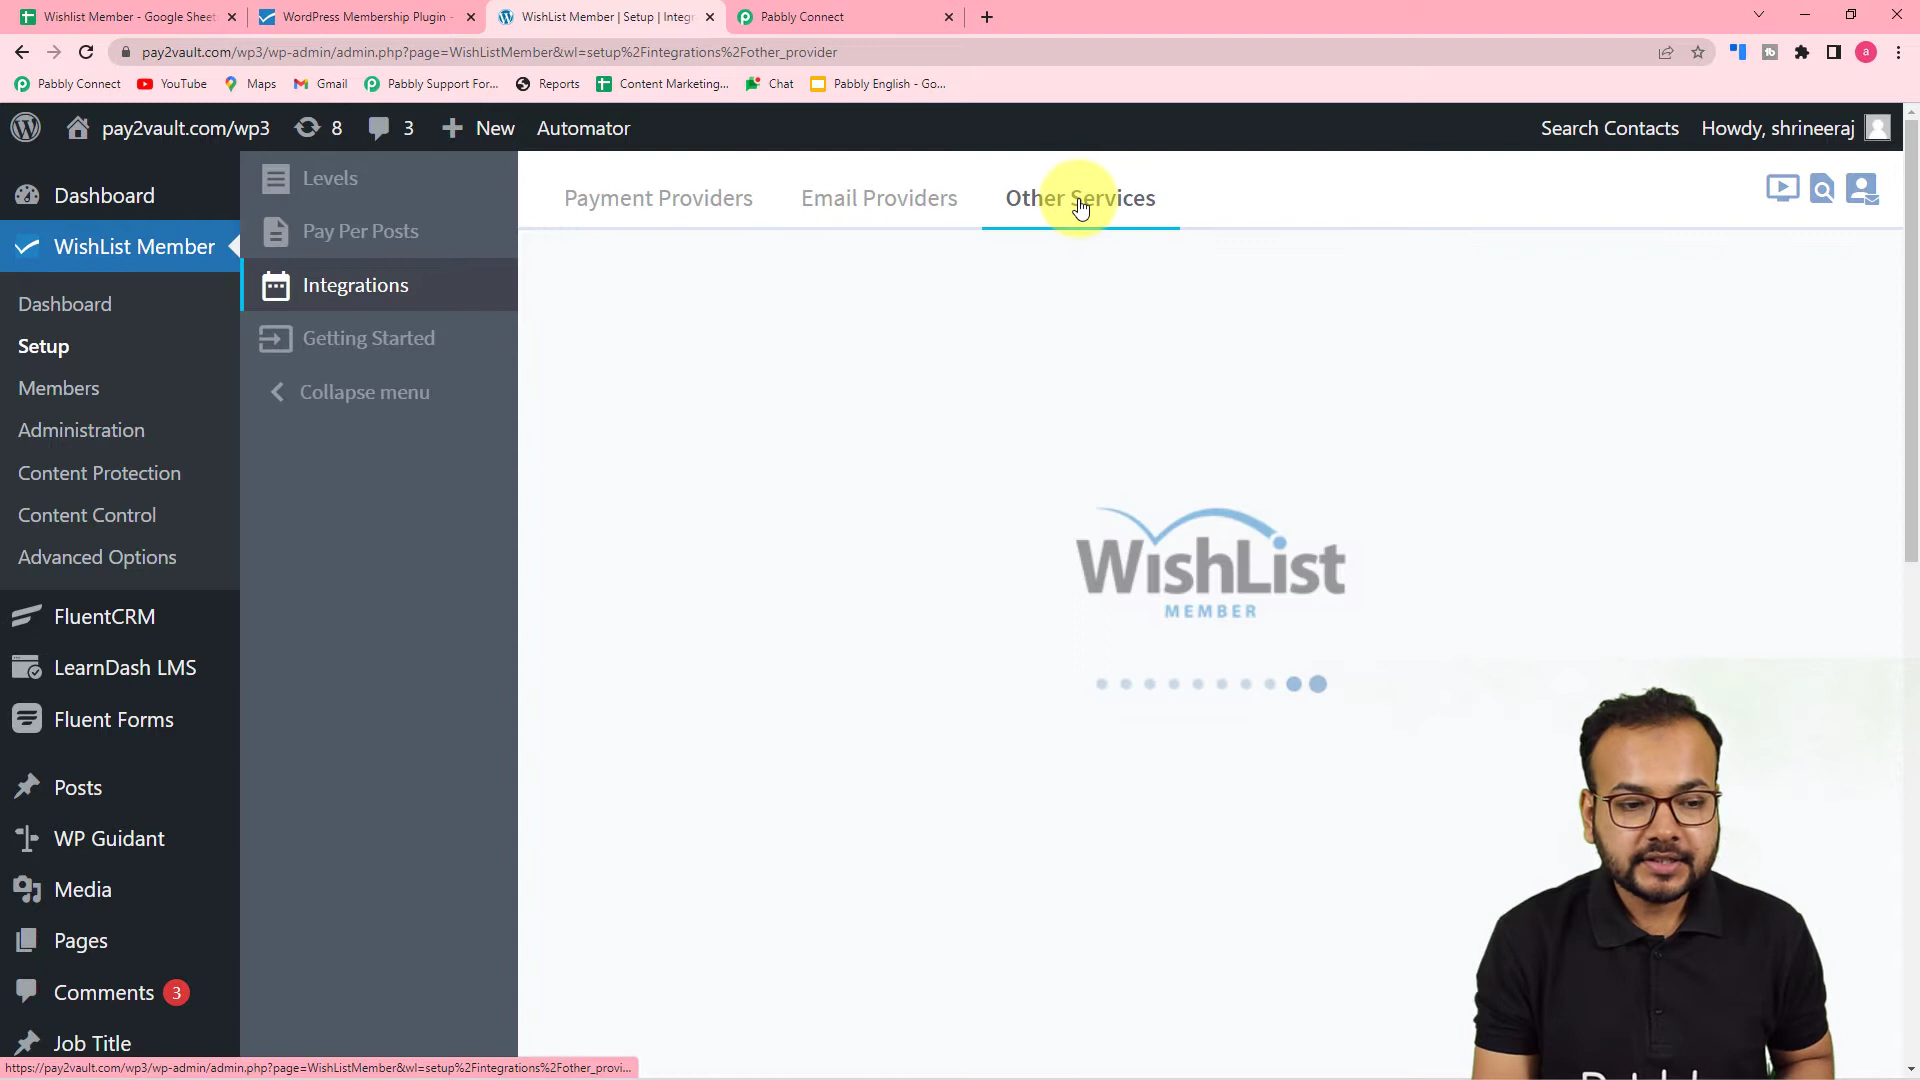 Wishlist Member - Google Sheet
WordPress Membership Plugin -
WishList Member | Setup | Integr
Pabbly Connect
pay2vault.com/wp3/wp-admin/admin.php?page=WishListMember&wl=setup%2Fintegrations%2Fother_provider
a
Pabbly Connect
YouTube
Maps
Gmail
Pabbly Support For...
Reports
Content Marketing...
Chat
Pabbly English - Go...
pay2vault.com/wp3
8
3
New
Automator
Search Contacts
Howdy, shrineeraj
Dashboard
WishList Member
Dashboard
Setup
Members
Administration
Content Protection
Content Control
Advanced Options
FluentCRM
LearnDash LMS
Fluent Forms
Posts
WP Guidant
Media
Pages
Comments 3
Job Title
Levels
Pay Per Posts
Integrations
Getting Started
Collapse menu
Payment Providers
Email Providers
Other Services
WishList
MEMBER
https://pay2vault.com/wp3/wp-admin/admin.php?page=WishListMember&wl=setup%2Fintegrations%2Fother_provi...